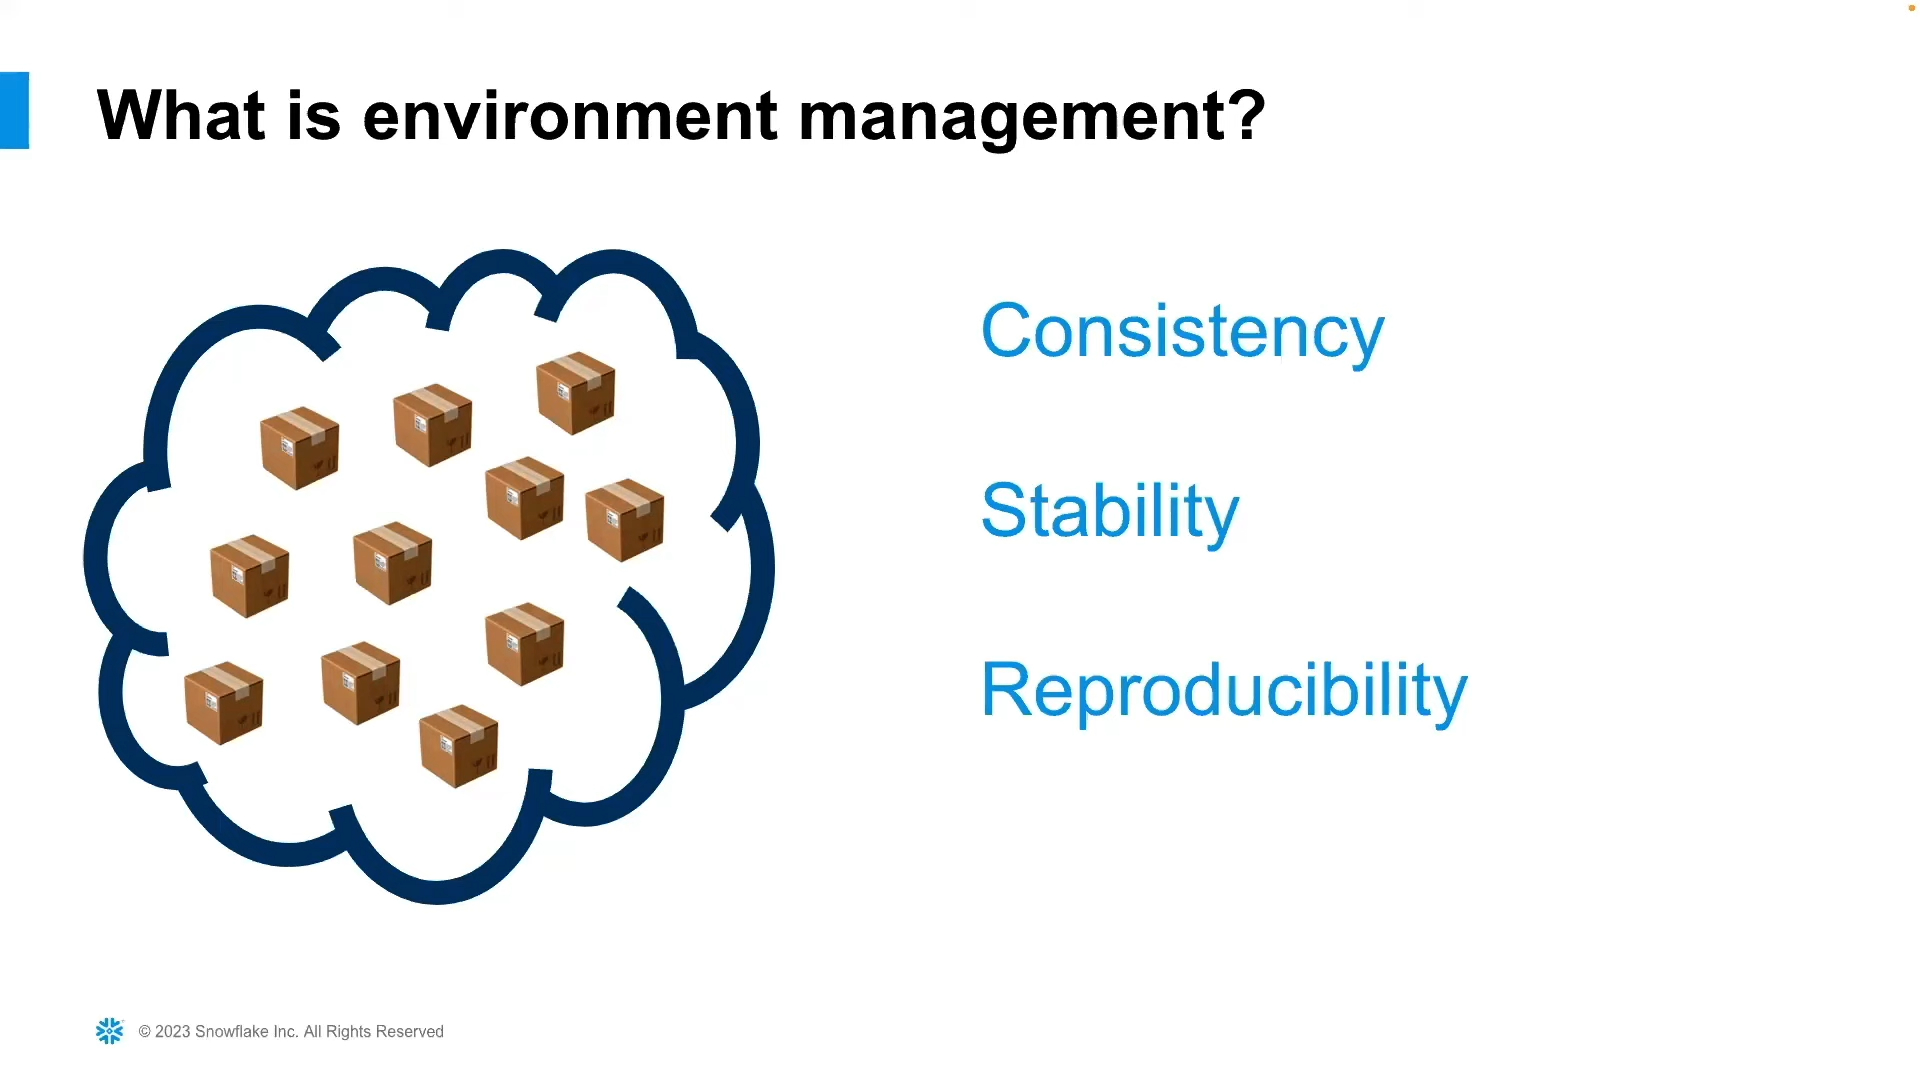 What is environment management?
Consistency
Stability
Reproducibility
© 2023 Snowflake Inc. All Rights Reserved